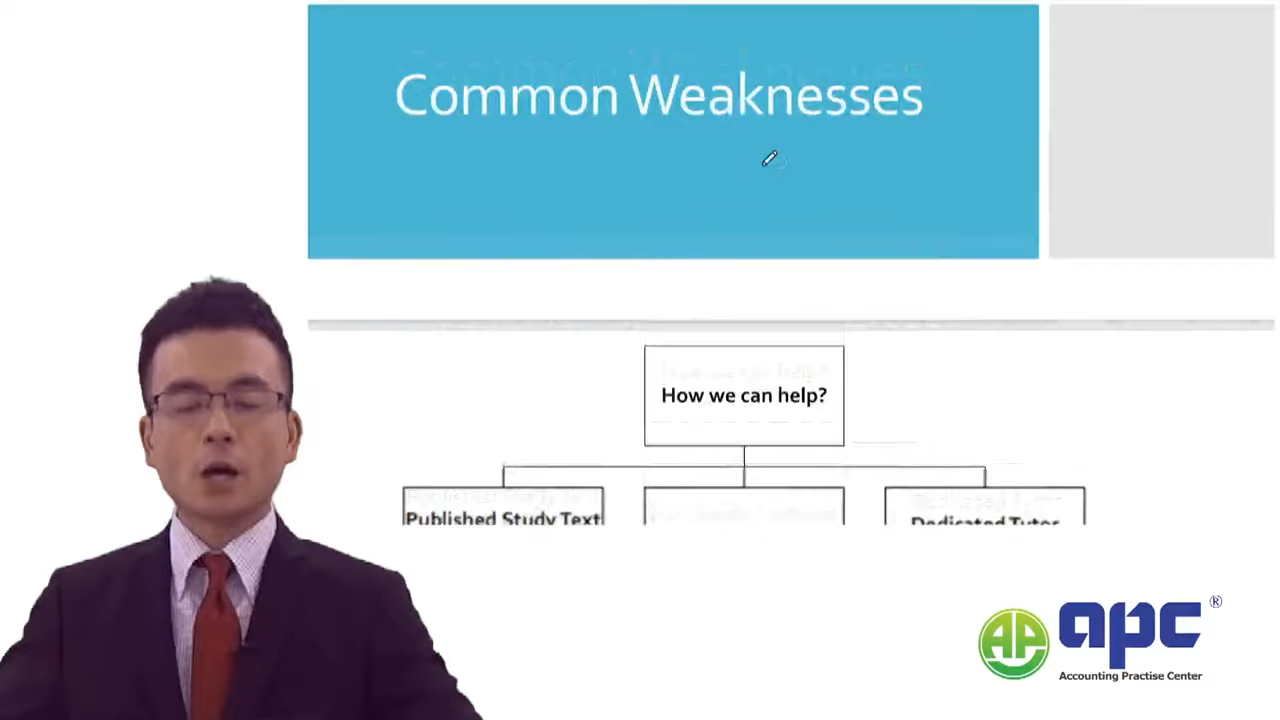 Common Weaknesses
How we can help?
Published Study Text
Dedicated Tutor
apc ®
Accounting Practise Center